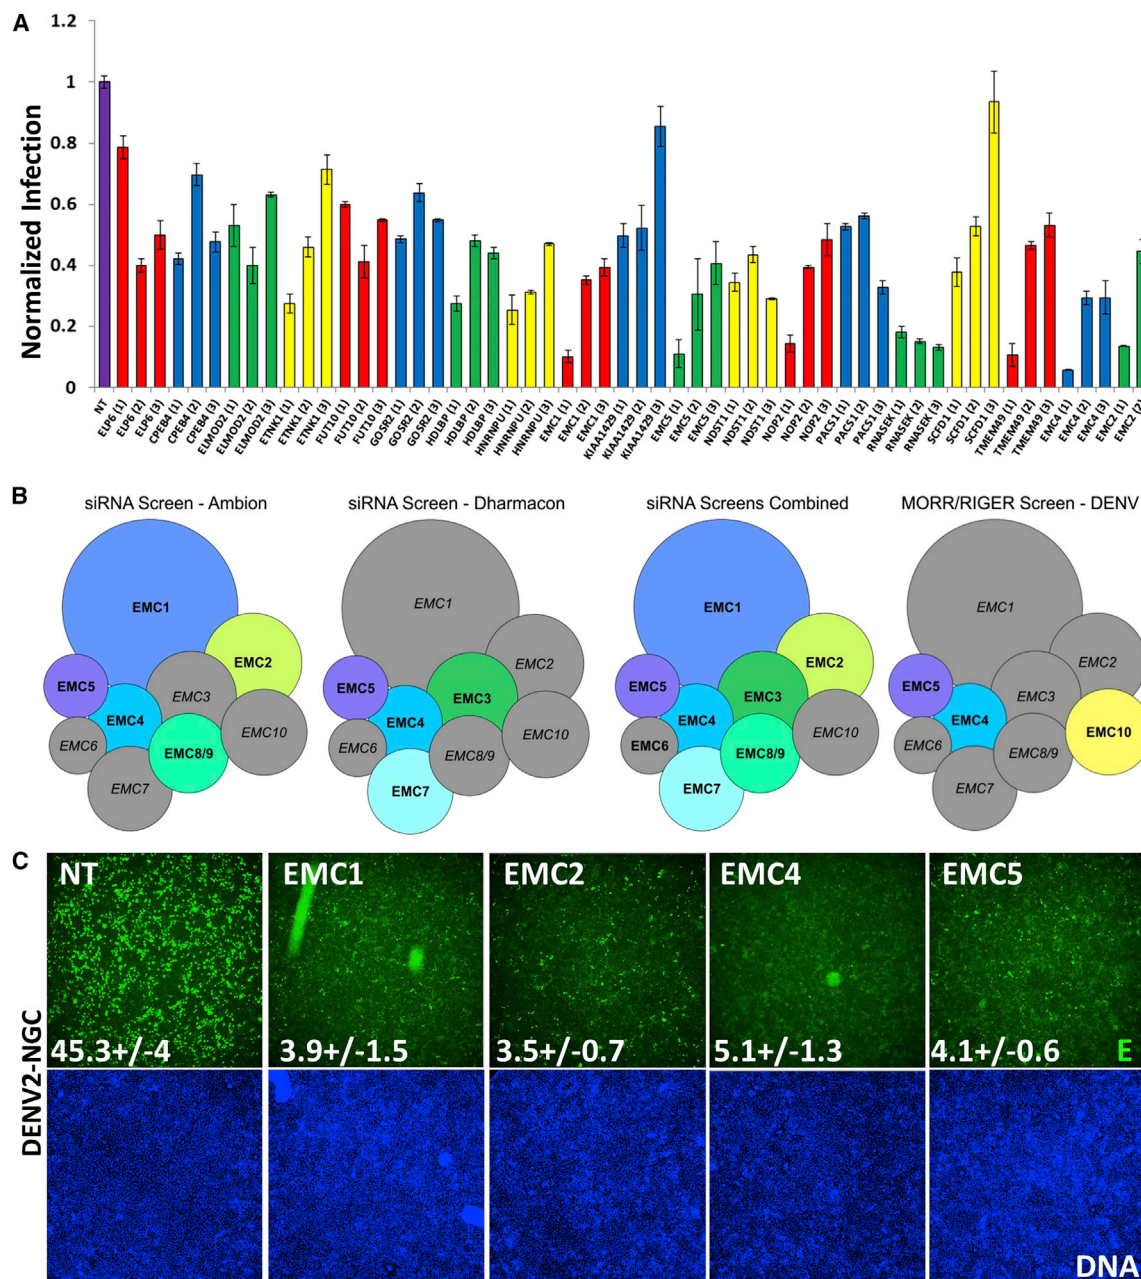 A
Normalized Infection
1.2
1
0.8
0.6
0.4
0.2
0
NT
ELP6 (1)
ELP6 (2)
ELP6 (3)
CPEB4 (1)
CPEB4 (2)
CPEB4 (3)
ELMOD2 (1)
ELMOD2 (2)
ELMOD2 (3)
ETNK1 (1)
ETNK1 (2)
ETNK1 (3)
FUT10 (1)
FUT10 (2)
FUT10 (3)
GOSR2 (1)
GOSR2 (2)
GOSR2 (3)
HDLBP (1)
HDLBP (2)
HDLBP (3)
HNRNPU (1)
HNRNPU (2)
HNRNPU (3)
EMC1 (1)
EMC1 (2)
EMC1 (3)
KIAA1429 (1)
KIAA1429 (2)
KIAA1429 (3)
EMC5 (1)
EMC5 (2)
EMC5 (3)
NDST1 (1)
NDST1 (2)
NDST1 (3)
NOP2 (1)
NOP2 (2)
NOP2 (3)
PACS1 (1)
PACS1 (2)
PACS1 (3)
RNASEK (1)
RNASEK (2)
RNASEK (3)
SCFD1 (1)
SCFD1 (2)
SCFD1 (3)
TMEM49 (1)
TMEM49 (2)
TMEM49 (3)
EMC4 (1)
EMC4 (2)
EMC4 (3)
EMC2 (1)
EMC2 (2)
B
siRNA Screen - Ambion
EMC1
EMC2
EMC5
EMC3
EMC4
EMC10
EMC6
EMC8/9
EMC7
siRNA Screen - Dharmacon
EMC1
EMC2
EMC5
EMC3
EMC4
EMC10
EMC6
EMC8/9
EMC7
siRNA Screens Combined
EMC1
EMC2
EMC5
EMC3
EMC4
EMC10
EMC6
EMC8/9
EMC7
MORR/RIGER Screen - DENV
EMC1
EMC2
EMC5
EMC3
EMC4
EMC10
EMC6
EMC8/9
EMC7
C
DENV2-NGC
NT
45.3+/-4
EMC1
3.9+/-1.5
EMC2
3.5+/-0.7
EMC4
5.1+/-1.3
EMC5
4.1+/-0.6
E
DNA